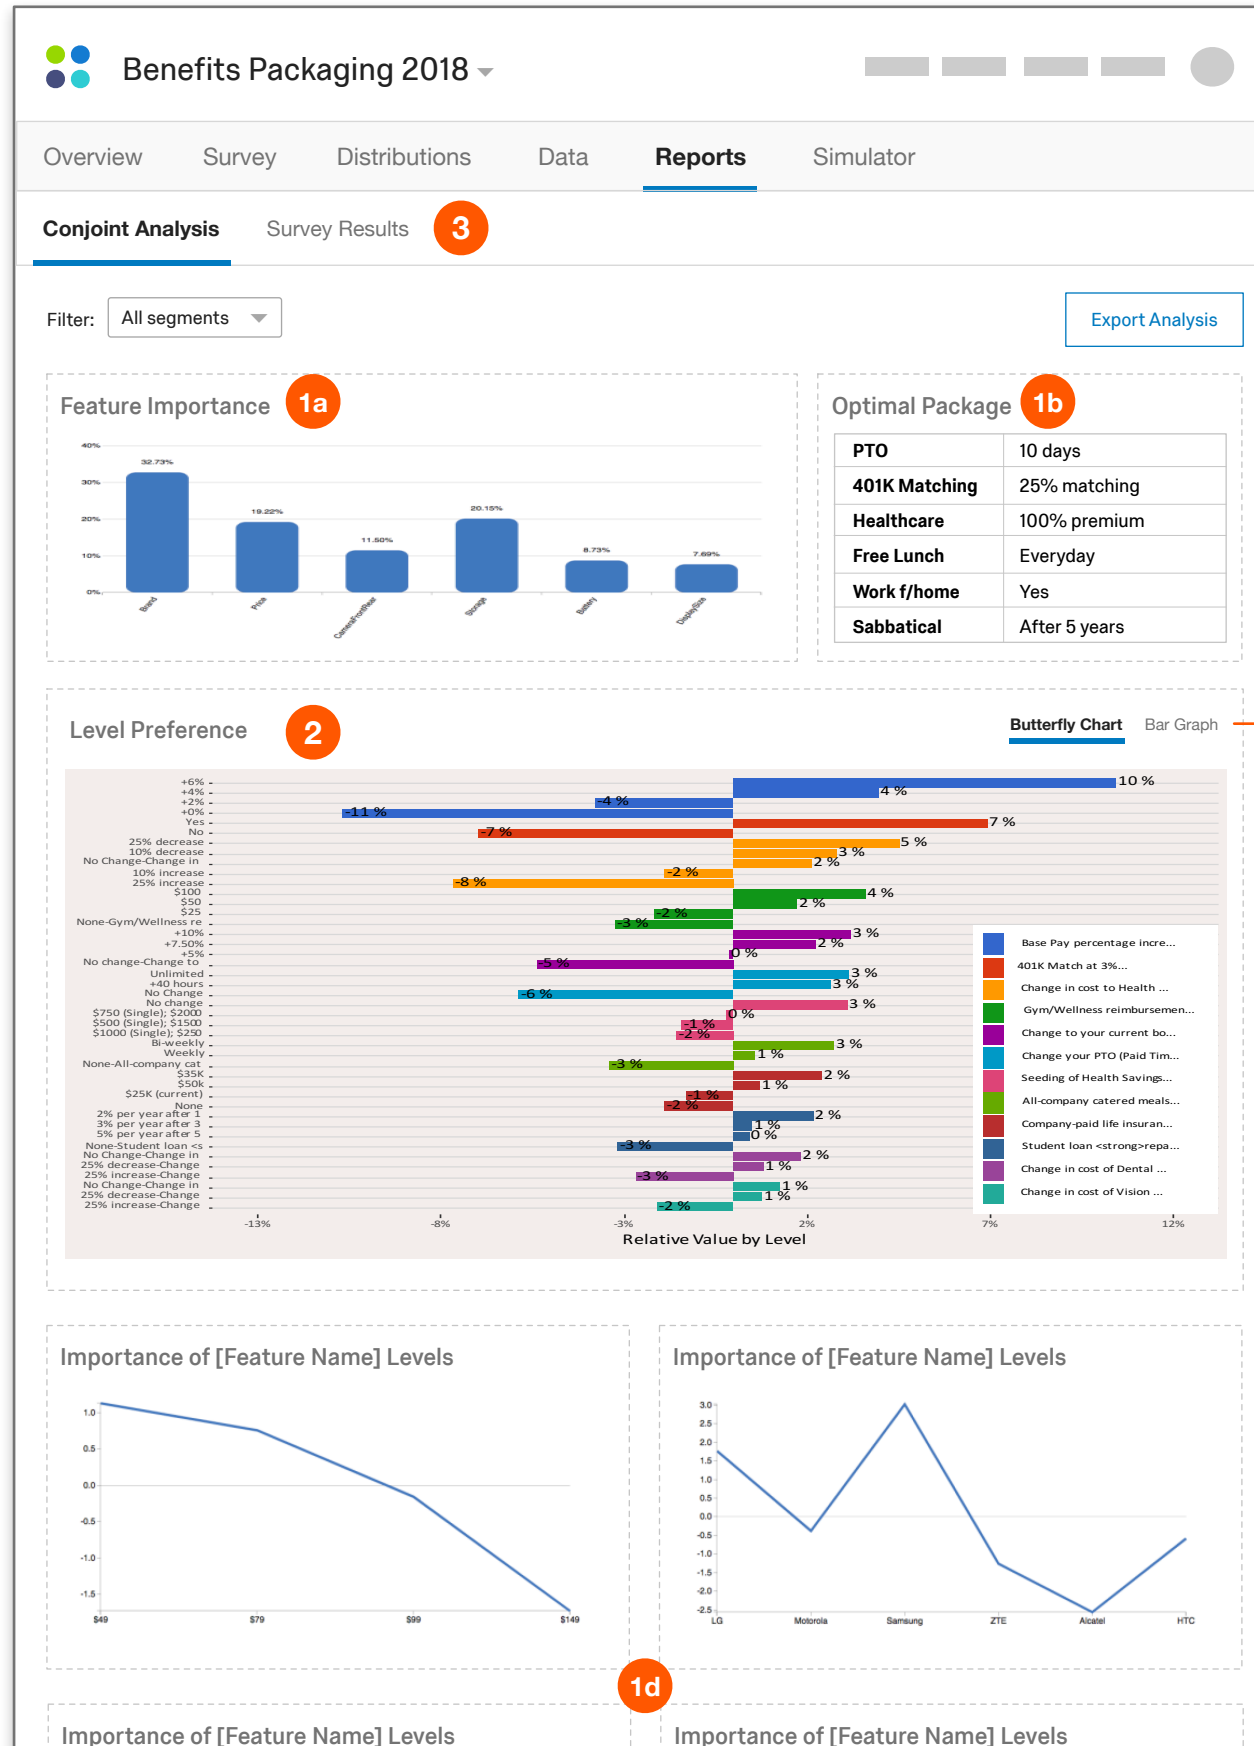 Benefits Packaging 2018
Overview Survey Distributions Data Reports Simulator
Conjoint Analysis Survey Results 3
Filter: All segments Export Analysis
Feature Importance 1a
40%
30%
20%
10%
0%
32.73%
19.22%
11.50%
20.15%
8.73%
7.69%
Brand
Price
CameraFrontRear
Storage
Battery
DisplaySize
Optimal Package 1b
PTO 10 days
401K Matching 25% matching
Healthcare 100% premium
Free Lunch Everyday
Work f/home Yes
Sabbatical After 5 years
Level Preference 2
Butterfly Chart Bar Graph
+6% 10 %
+4% 4 %
+2% -4 %
+0% -11 %
Yes 7 %
No -7 %
25% decrease 5 %
10% decrease 3 %
No Change-Change in 2 %
10% increase -2 %
25% increase -8 %
$100 4 %
$50 2 %
$25 -2 %
None-Gym/Wellness re -3 %
+10% 3 %
+7.50% 2 %
+5% 0 %
No change-Change to -5 %
Unlimited 3 %
+40 hours 3 %
No Change -6 %
No change 3 %
$750 (Single); $2000 0 %
$500 (Single); $1500 -1 %
$1000 (Single); $250 -2 %
Bi-weekly 3 %
Weekly 1 %
None-All-company cat -3 %
$35K 2 %
$50k 1 %
$25K (current) -1 %
None -2 %
2% per year after 1 2 %
3% per year after 3 1 %
5% per year after 5 0 %
None-Student loan <s -3 %
No Change-Change in 2 %
25% decrease-Change 1 %
25% increase-Change -3 %
No Change-Change in 1 %
25% decrease-Change 1 %
25% increase-Change -2 %
Base Pay percentage incre...
401K Match at 3%...
Change in cost to Health ...
Gym/Wellness reimbursemen...
Change to your current bo...
Change your PTO (Paid Tim...
Seeding of Health Savings...
All-company catered meals...
Company-paid life insuran...
Student loan <strong>repa...
Change in cost of Dental ...
Change in cost of Vision ...
-13% -8% -3% 2% 7% 12%
Relative Value by Level
Importance of [Feature Name] Levels
1.0
0.5
0.0
-0.5
-1.0
-1.5
$49 $79 $99 $149
Importance of [Feature Name] Levels
3.0
2.5
2.0
1.5
1.0
0.5
0.0
-0.5
-1.0
-1.5
-2.0
-2.5
LG Motorola Samsung ZTE Alcatel HTC
1d
Importance of [Feature Name] Levels
Importance of [Feature Name] Levels